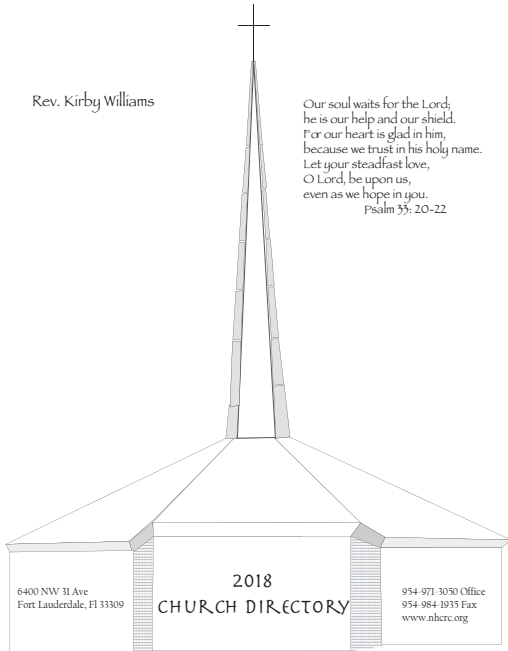 Rev. Kirby Williams
Our soul waits for the Lord;
he is our help and our shield.
For our heart is glad in him,
because we trust in his holy name.
Let your steadfast love,
O Lord, be upon us,
even as we hope in you.
Psalm 33: 20-22
2018
CHURCH DIRECTORY
6400 NW 31 Ave
Fort Lauderdale, Fl 33309
954-971-3050 Office
954-984-1935 Fax
www.nhcrc.org